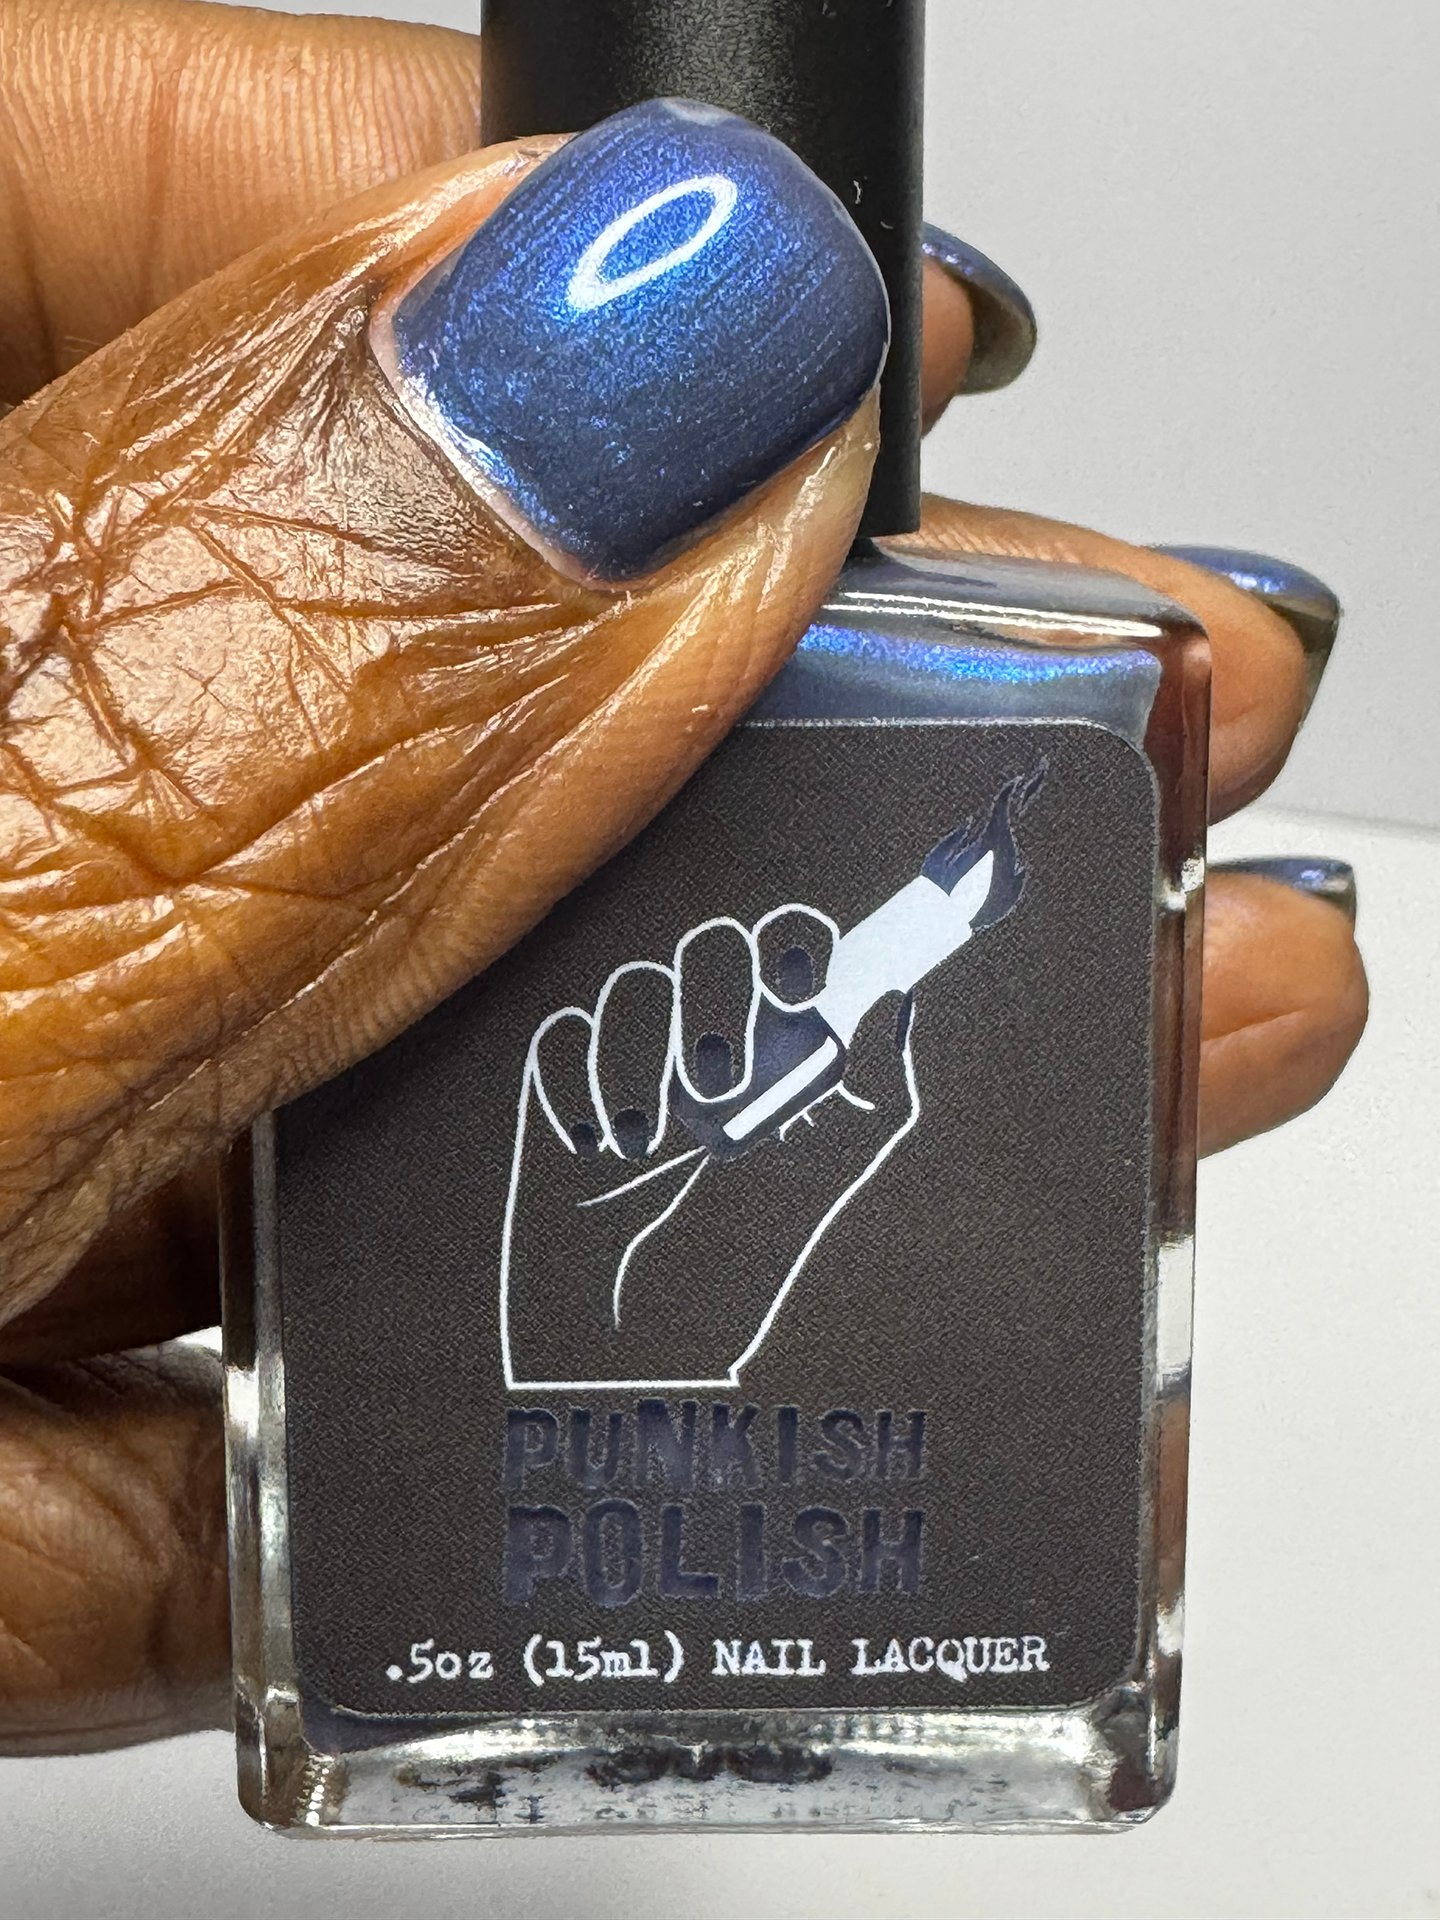 PUNKISH
POLISH
.5oz (15ml) NAIL LACQUER